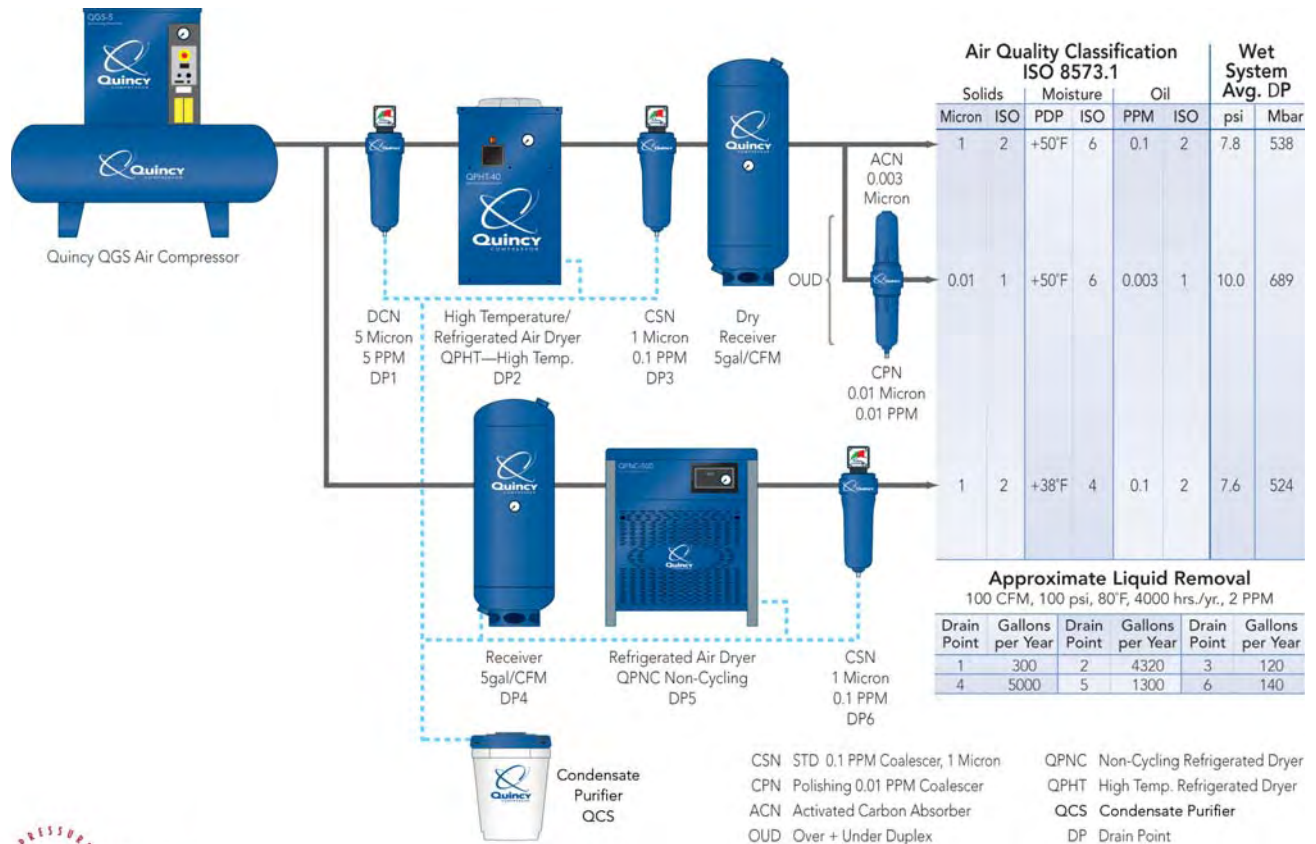 QGS-5
Quincy
COMPRESSOR
Quincy
COMPRESSOR
Quincy QGS Air Compressor
Quincy
QPHT-40
Quincy
COMPRESSOR
Quincy
Quincy
COMPRESSOR
DCN
5 Micron
5 PPM
DP1
High Temperature/
Refrigerated Air Dryer
QPHT—High Temp.
DP2
CSN
1 Micron
0.1 PPM
DP3
Dry
Receiver
5gal/CFM
ACN
0.003
Micron
OUD
CPN
0.01 Micron
0.01 PPM
Quincy
COMPRESSOR
Quincy
Quincy
Receiver
5gal/CFM
DP4
Refrigerated Air Dryer
QPNC Non-Cycling
DP5
CSN
1 Micron
0.1 PPM
DP6
Quincy
COMPRESSOR
Condensate
Purifier
QCS
Air Quality Classification
ISO 8573.1
Wet
System
Avg. DP
Solids Moisture Oil
Micron ISO PDP ISO PPM ISO psi Mbar
1 2 +50°F 6 0.1 2 7.8 538
0.01 1 +50°F 6 0.003 1 10.0 689
1 2 +38°F 4 0.1 2 7.6 524
Approximate Liquid Removal
100 CFM, 100 psi, 80°F, 4000 hrs./yr., 2 PPM
Drain Gallons Drain Gallons Drain Gallons
Point per Year Point per Year Point per Year
1 300 2 4320 3 120
4 5000 5 1300 6 140
CSN STD 0.1 PPM Coalescer, 1 Micron
CPN Polishing 0.01 PPM Coalescer
ACN Activated Carbon Absorber
OUD Over + Under Duplex
QPNC Non-Cycling Refrigerated Dryer
QPHT High Temp. Refrigerated Dryer
QCS Condensate Purifier
DP Drain Point